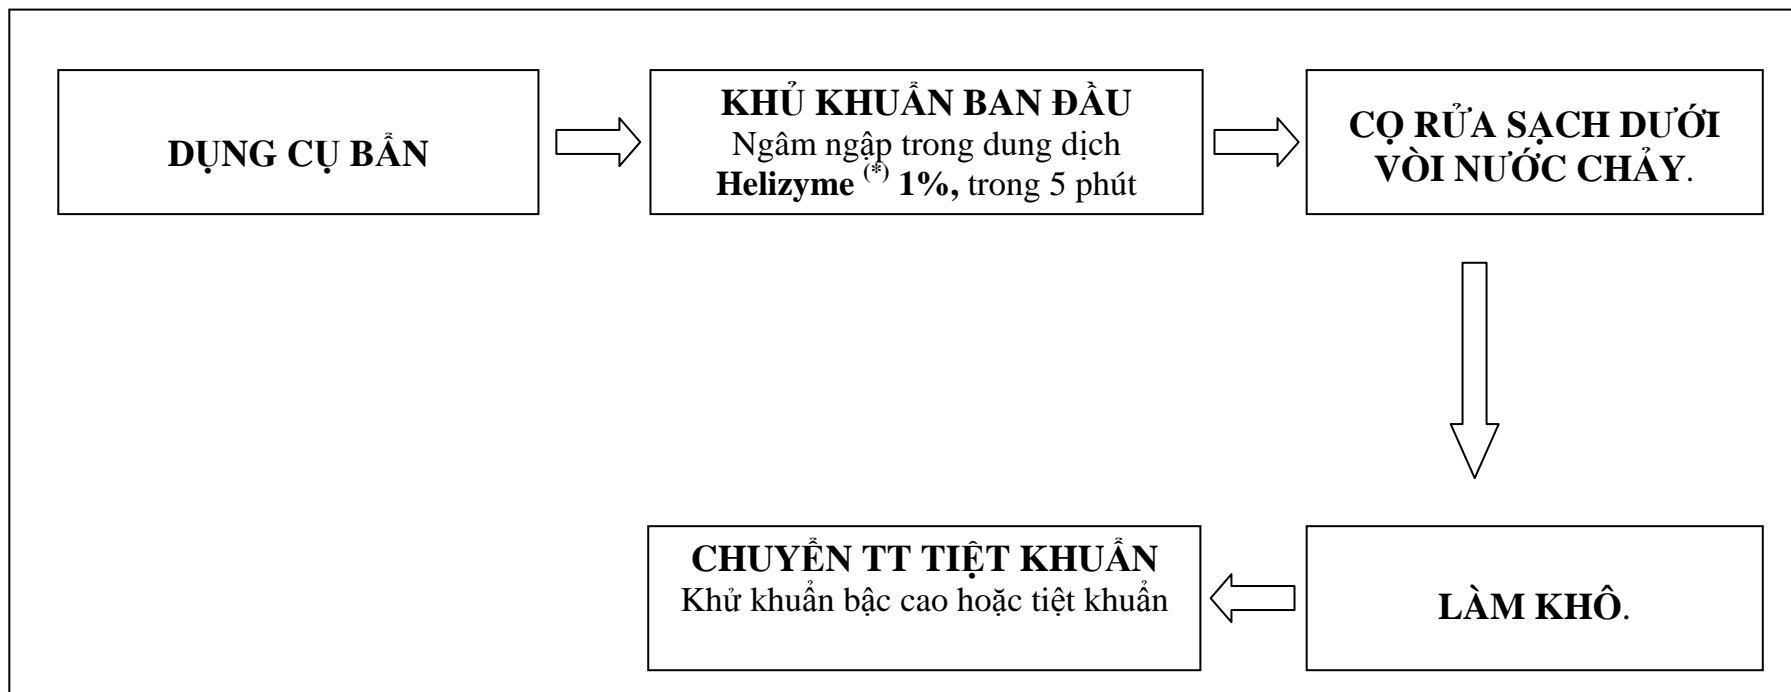 DỤNG CỤ BẨN
KHỦ KHUẨN BAN ĐẦU
Ngâm ngập trong dung dịch
Helizyme (*) 1%, trong 5 phút
CỌ RỬA SẠCH DƯỚI
VÒI NƯỚC CHẢY.
LÀM KHÔ.
CHUYỂN TT TIỆT KHUẨN
Khử khuẩn bậc cao hoặc tiệt khuẩn